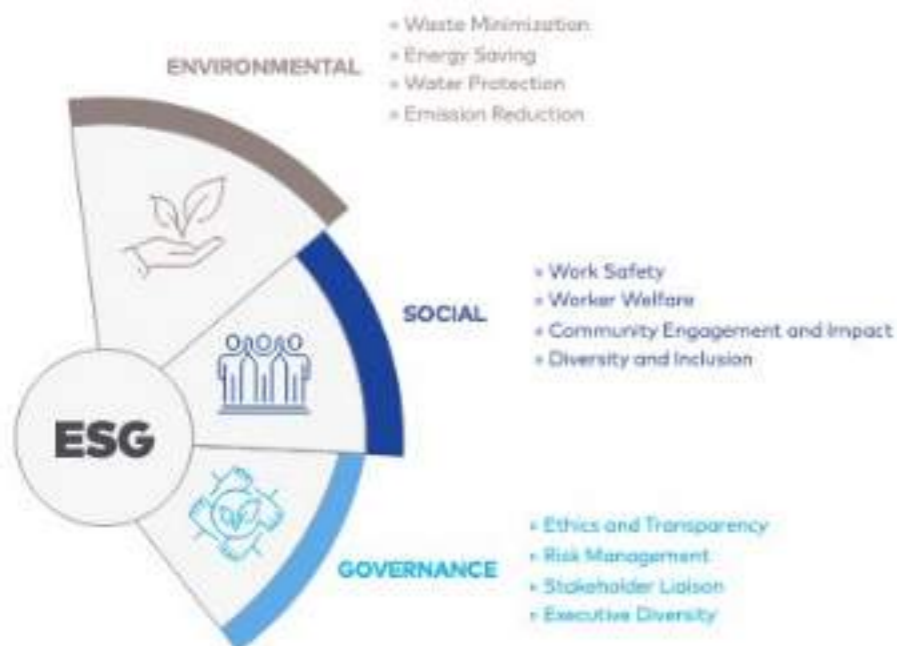 ENVIRONMENTAL
» Waste Minimization
» Energy Saving
» Water Protection
» Emission Reduction
SOCIAL
» Work Safety
» Worker Welfare
» Community Engagement and Impact
» Diversity and Inclusion
ESG
GOVERNANCE
» Ethics and Transparency
» Risk Management
» Stakeholder Liaison
» Executive Diversity